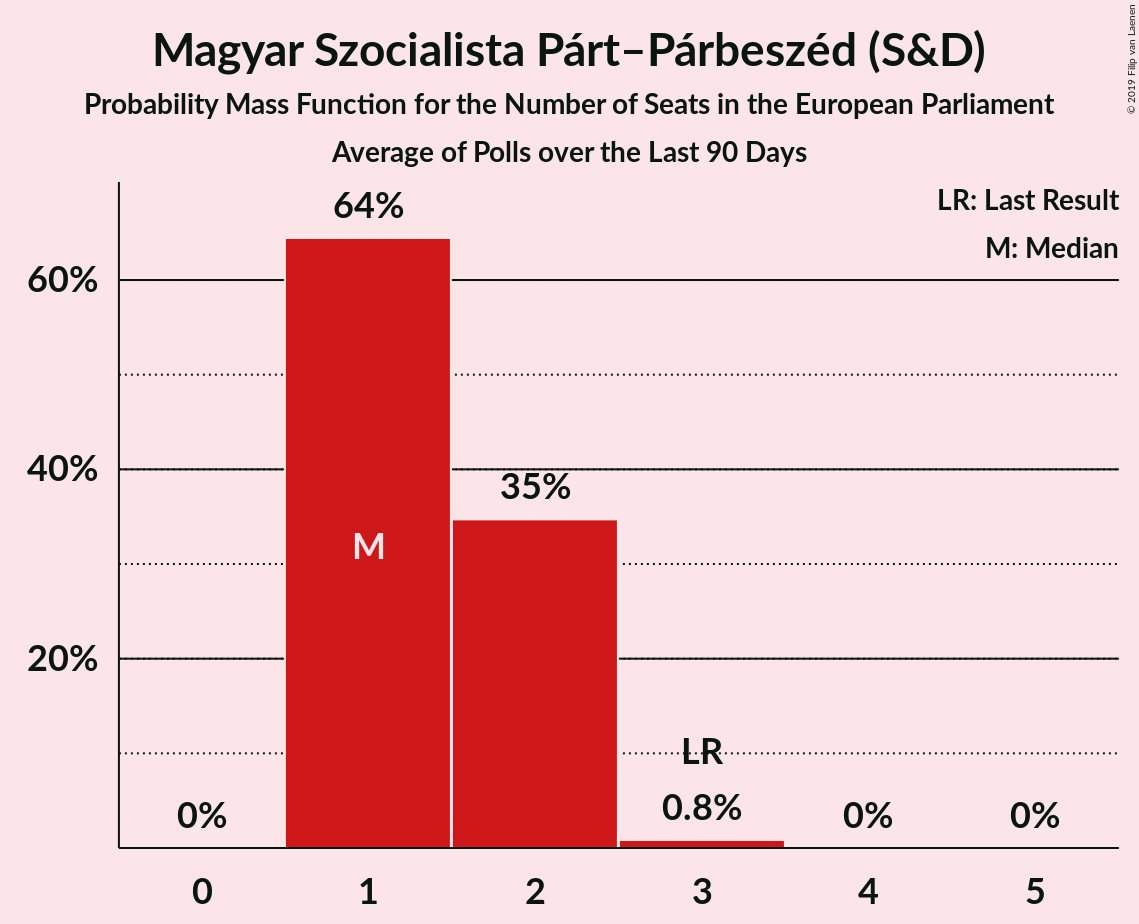 Magyar Szocialista Párt–Párbeszéd (S&D)
Probability Mass Function for the Number of Seats in the European Parliament
Average of Polls over the Last 90 Days
© 2019 Filip van Laenen
LR: Last Result
M: Median
64%
60%
40%
35%
M
20%
LR
0% 0.8% 0% 0%
0 1 2 3 4 5